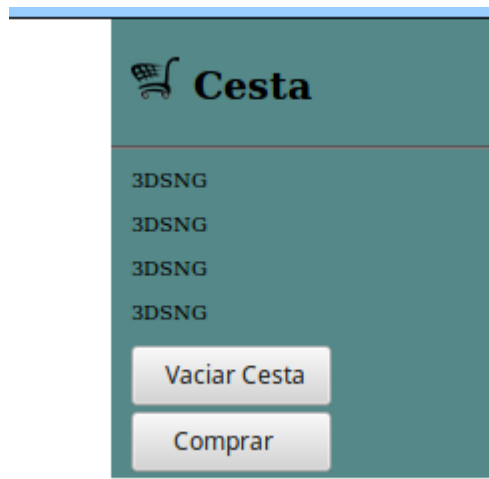 Cesta
3DSNG
3DSNG
3DSNG
3DSNG
Vaciar Cesta
Comprar